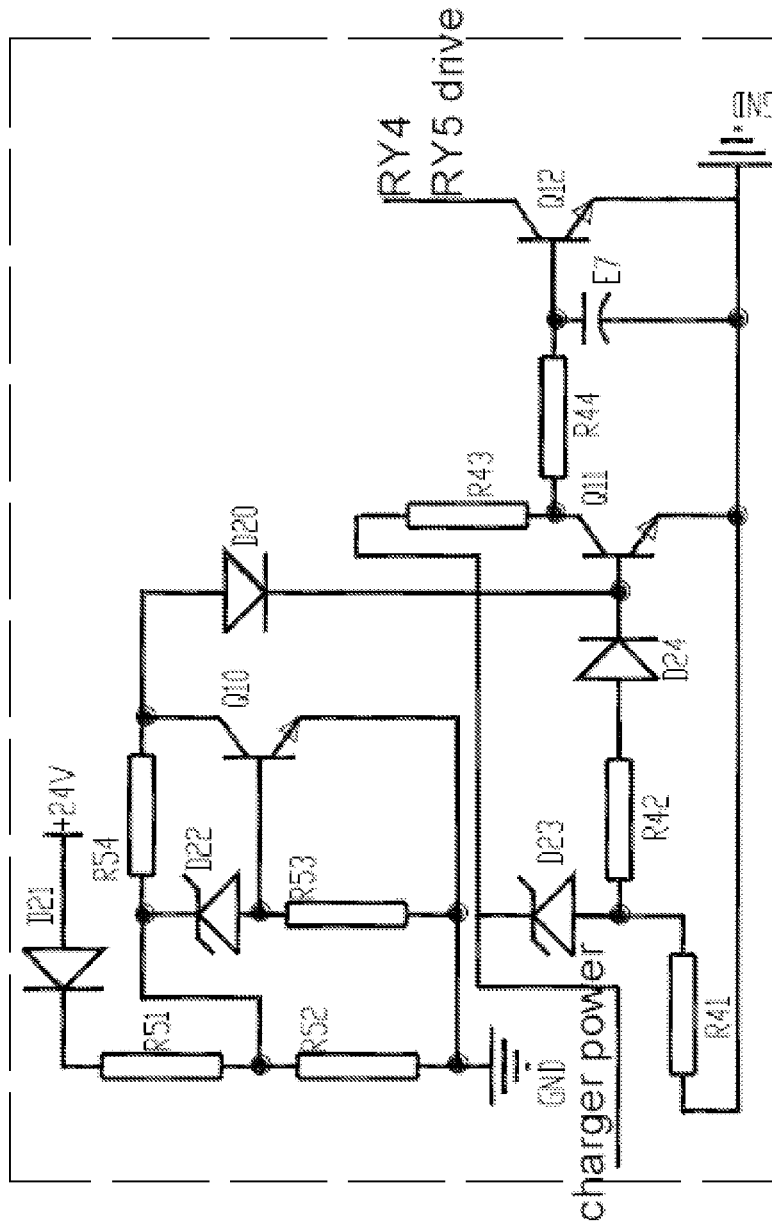 RY4
RY5 drive
GND
Q12
E7
R44
R43
Q11
D20
D24
Q10
+24V
R54
D22
R53
D23
R42
D21
R51
R52
GND
R41
charger power